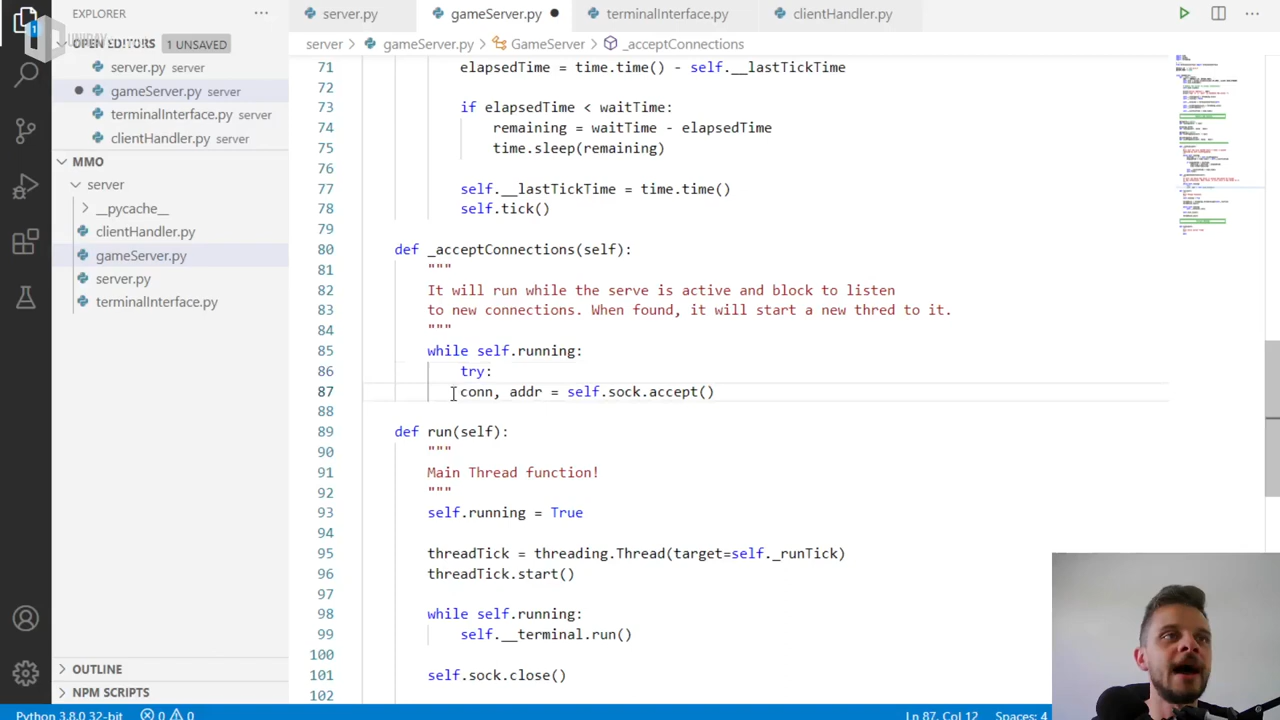 EXPLORER
server.py
gameServer.py
terminalInterface.py
clientHandler.py
1
OPEN EDITORS
1 UNSAVED
server > gameServer.py > GameServer > _acceptConnections
server.py server
gameServer.py server
terminalInterface.py server
clientHandler.py server
MMO
server
__pycache__
clientHandler.py
gameServer.py
server.py
terminalInterface.py
OUTLINE
NPM SCRIPTS
71 elapsedTime = time.time() - self.__lastTickTime
72
73 if elapsedTime < waitTime:
74 remaining = waitTime - elapsedTime
75 time.sleep(remaining)
76
77 self.__lastTickTime = time.time()
78 self.tick()
79
80 def _acceptConnections(self):
81 """
82 It will run while the serve is active and block to listen
83 to new connections. When found, it will start a new thred to it.
84 """
85 while self.running:
86 try:
87 conn, addr = self.sock.accept()
88
89 def run(self):
90 """
91 Main Thread function!
92 """
93 self.running = True
94
95 threadTick = threading.Thread(target=self._runTick)
96 threadTick.start()
97
98 while self.running:
99 self.__terminal.run()
100
101 self.sock.close()
102
Python 3.8.0 32-bit
0 0
Ln 87, Col 12
Spaces: 4